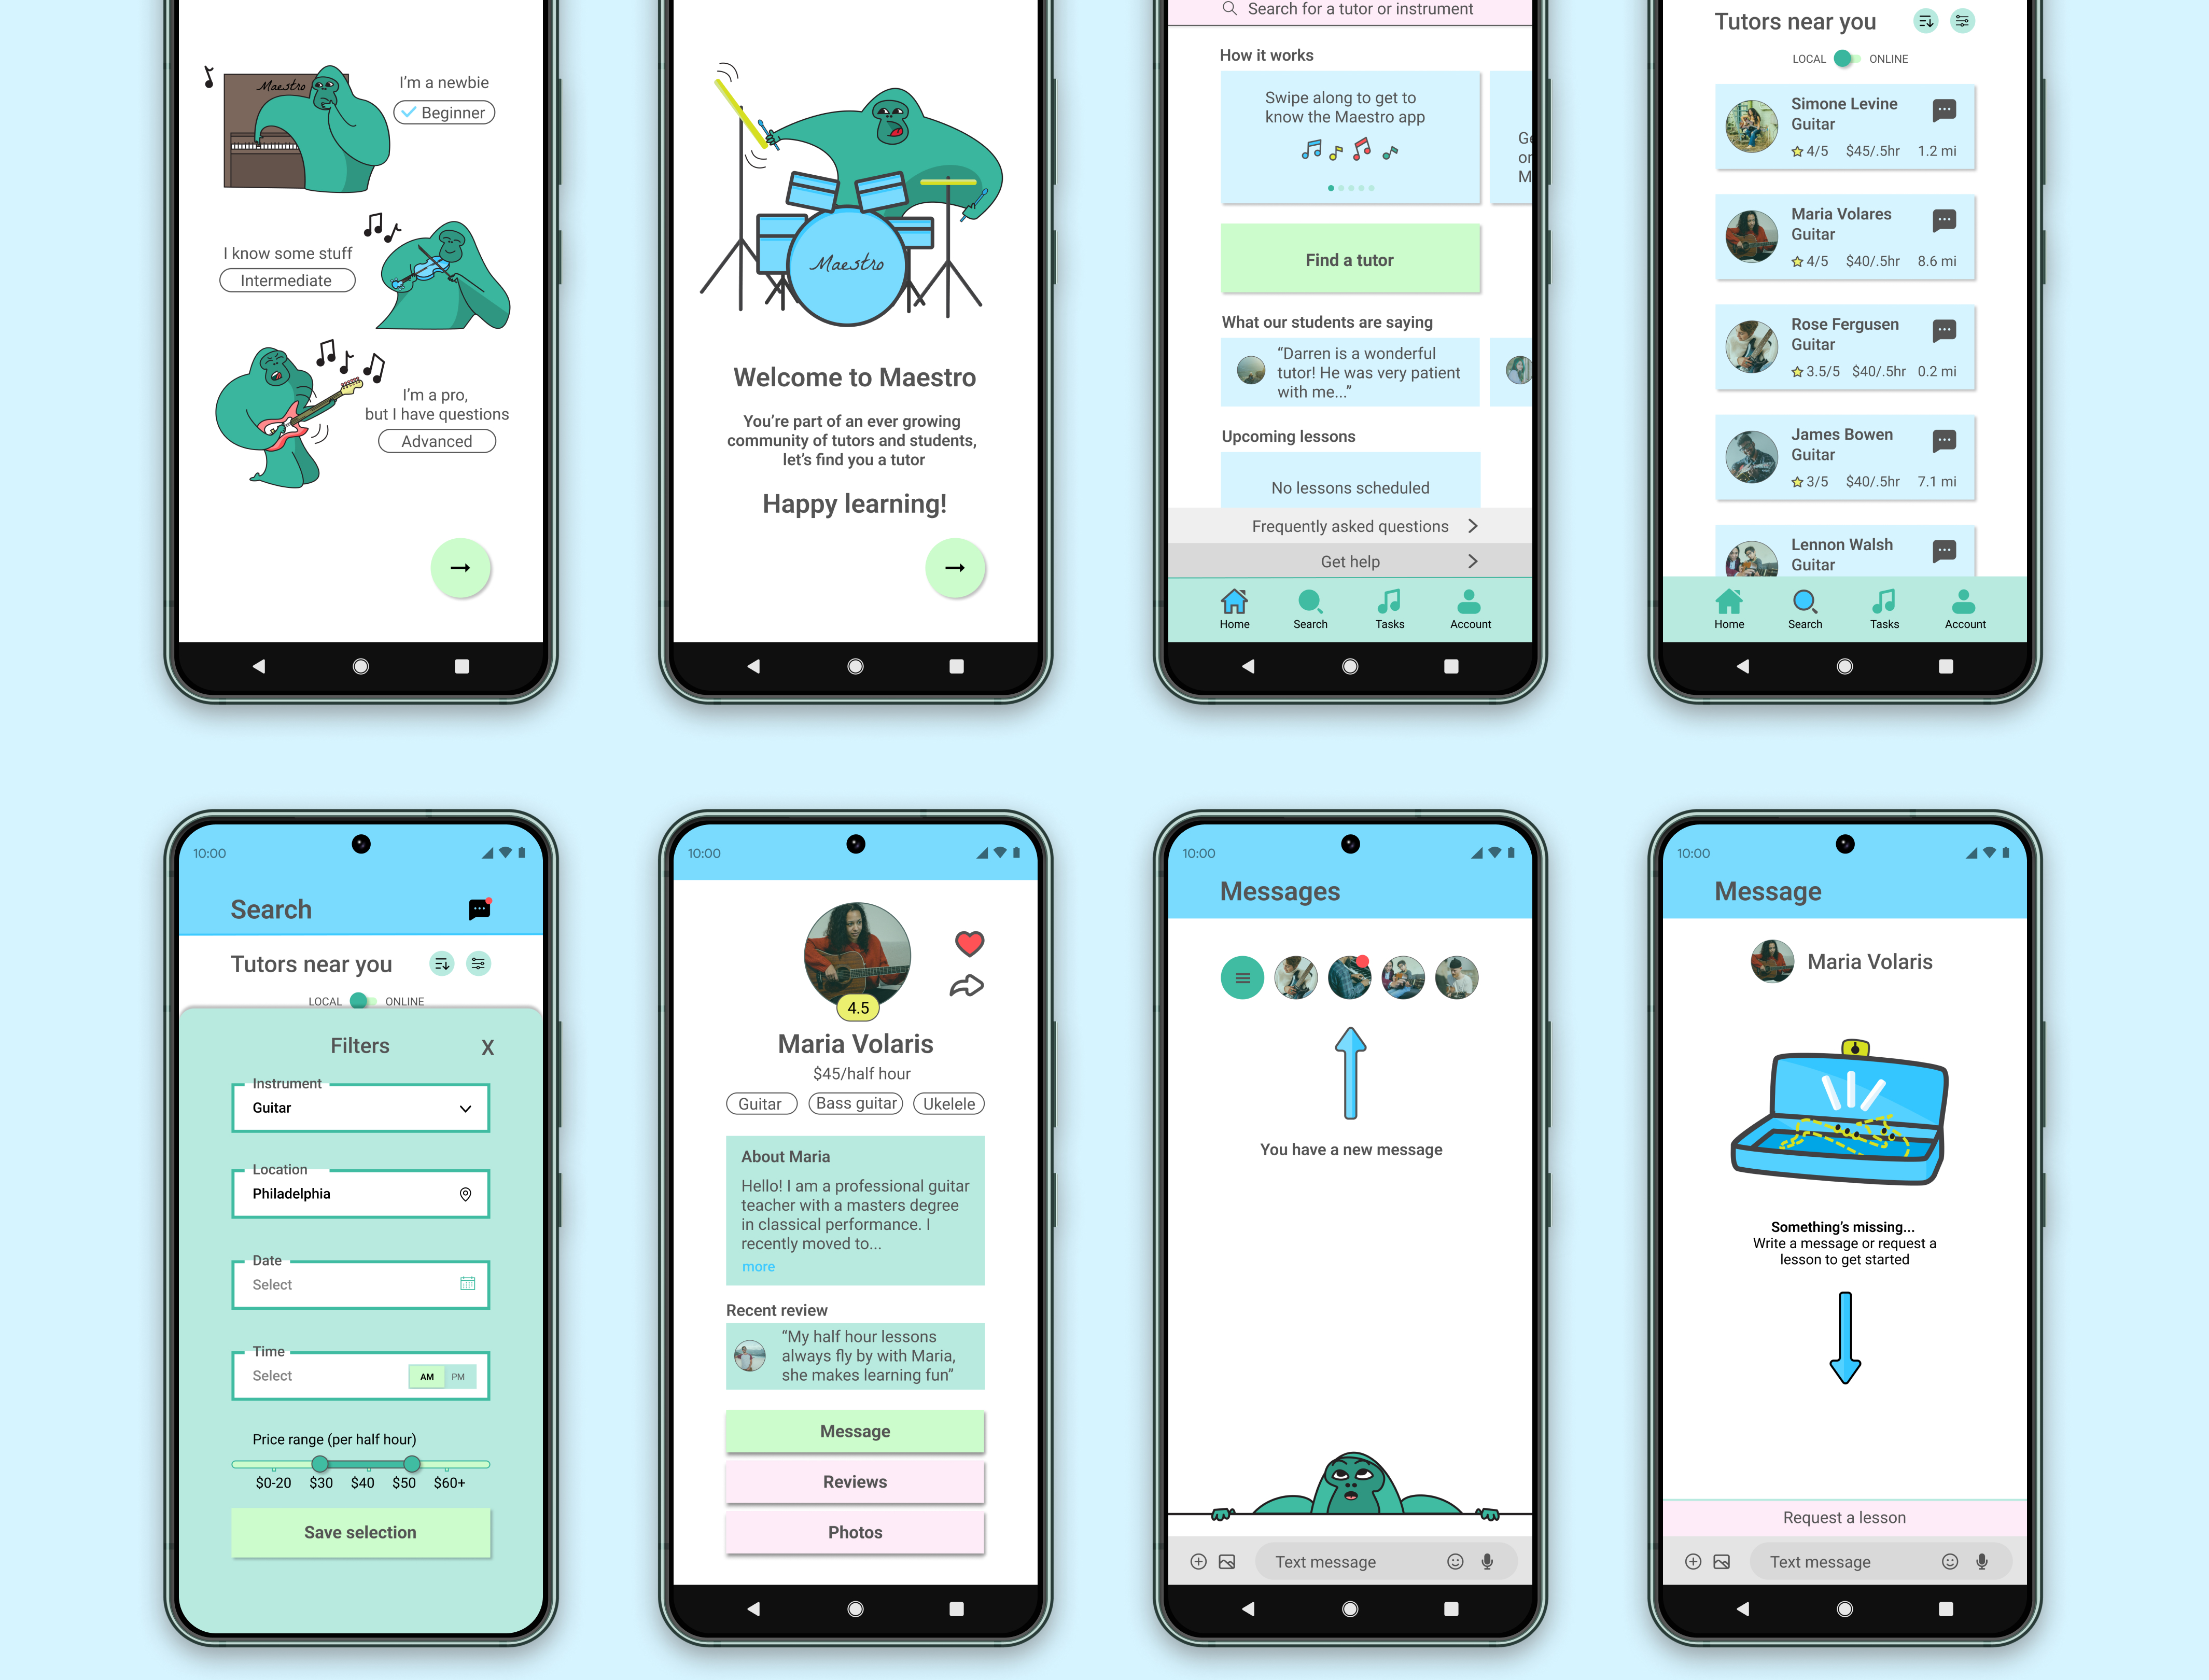 Maestro
I'm a newbie
Beginner
I know some stuff
Intermediate
I'm a pro,
but I have questions
Advanced
Maestro
Welcome to Maestro
You're part of an ever growing
community of tutors and students,
let's find you a tutor
Happy learning!
Search for a tutor or instrument
How it works
Swipe along to get to
know the Maestro app
Ge
or
M
Find a tutor
What our students are saying
“Darren is a wonderful
tutor! He was very patient
with me...”
Upcoming lessons
No lessons scheduled
Frequently asked questions
Get help
Home Search Tasks Account
Tutors near you
LOCAL ONLINE
Simone Levine
Guitar
4/5 $45/.5hr 1.2 mi
Maria Volares
Guitar
4/5 $40/.5hr 8.6 mi
Rose Fergusen
Guitar
3.5/5 $40/.5hr 0.2 mi
James Bowen
Guitar
3/5 $40/.5hr 7.1 mi
Lennon Walsh
Guitar
Home Search Tasks Account
10:00
Search
Tutors near you
LOCAL ONLINE
Filters X
Instrument
Guitar
Location
Philadelphia
Date
Select
Time
Select AM PM
Price range (per half hour)
$0-20 $30 $40 $50 $60+
Save selection
10:00
4.5
Maria Volaris
$45/half hour
Guitar Bass guitar Ukelele
About Maria
Hello! I am a professional guitar
teacher with a masters degree
in classical performance. I
recently moved to...
more
Recent review
“My half hour lessons
always fly by with Maria,
she makes learning fun”
Message
Reviews
Photos
10:00
Messages
You have a new message
Text message
10:00
Message
Maria Volaris
Something's missing...
Write a message or request a
lesson to get started
Request a lesson
Text message